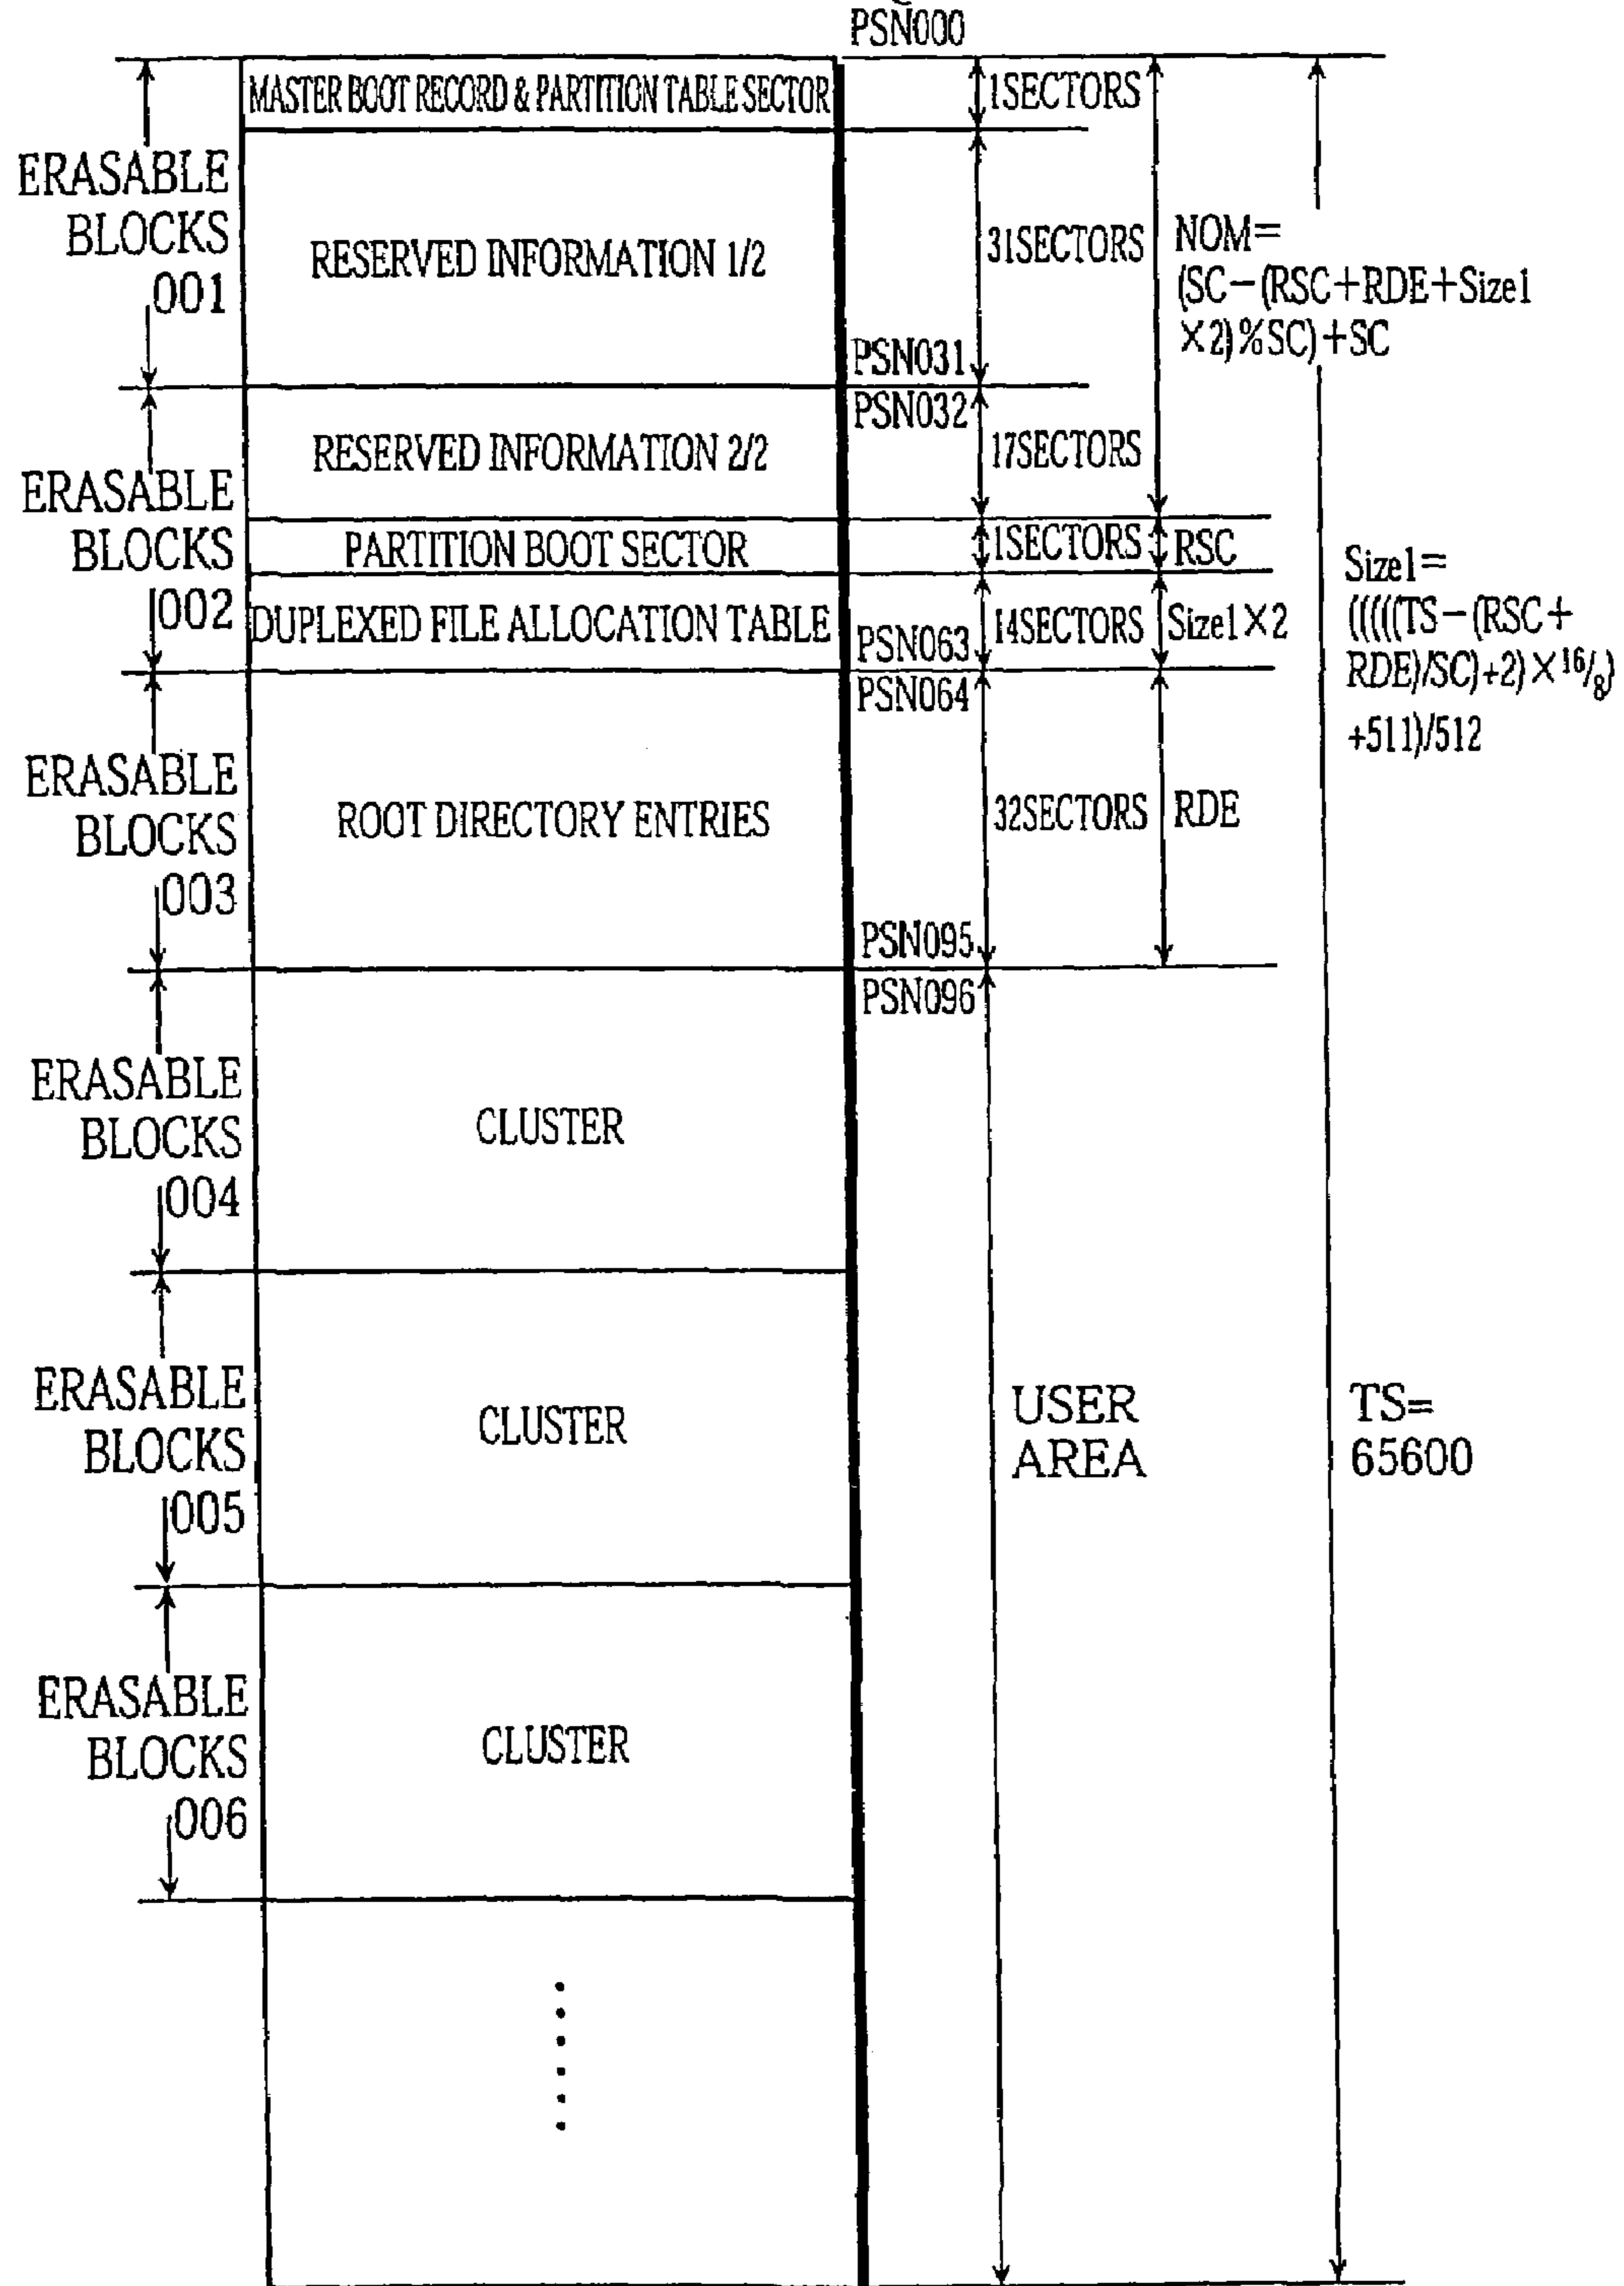 PSN000
MASTER BOOT RECORD & PARTITION TABLE SECTOR
1SECTORS
ERASABLE
BLOCKS
001
RESERVED INFORMATION 1/2
31SECTORS
NOM=
(SC-(RSC+RDE+Size1
×2)%SC)+SC
PSN031
PSN032
RESERVED INFORMATION 2/2
17SECTORS
ERASABLE
BLOCKS
002
PARTITION BOOT SECTOR
1SECTORS
RSC
DUPLEXED FILE ALLOCATION TABLE
PSN063
14SECTORS
Size1×2
Size1=
(((((TS-(RSC+
RDE)/SC)+2)×16/8)
+511)/512
PSN064
ERASABLE
BLOCKS
003
ROOT DIRECTORY ENTRIES
32SECTORS
RDE
PSN095
PSN096
ERASABLE
BLOCKS
004
CLUSTER
ERASABLE
BLOCKS
005
CLUSTER
USER
AREA
TS=
65600
ERASABLE
BLOCKS
006
CLUSTER